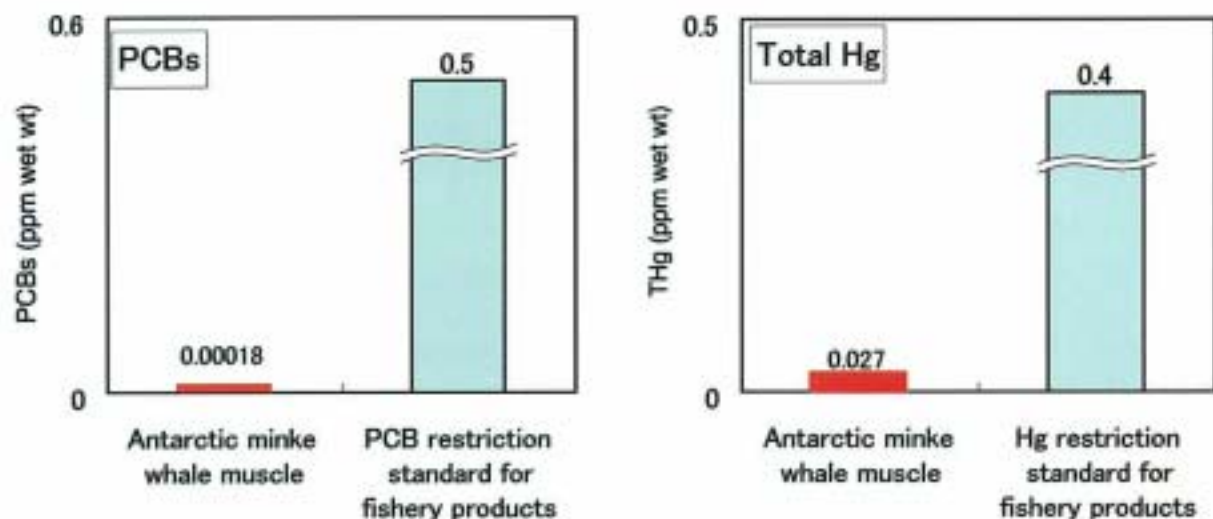 0.6
PCBs
0.5
PCBs (ppm wet wt)
0.00018
0
Antarctic minke
whale muscle
PCB restriction
standard for
fishery products
0.5
Total Hg
0.4
THg (ppm wet wt)
0.027
0
Antarctic minke
whale muscle
Hg restriction
standard for
fishery products